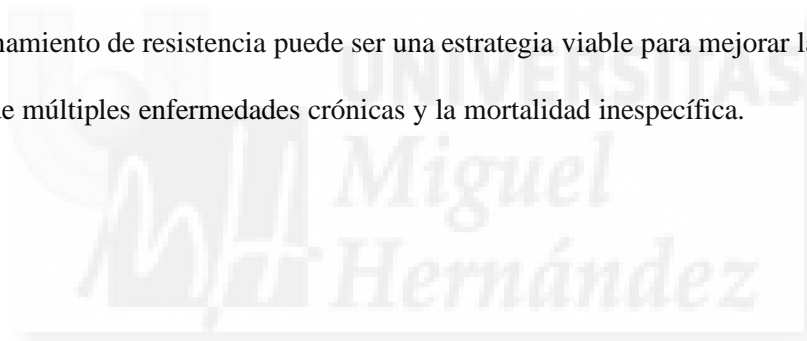 namiento de resistencia puede ser una estrategia viable para mejorar la
e múltiples enfermedades crónicas y la mortalidad inespecífica.
UNIVERSITAS
Miguel
Hernández